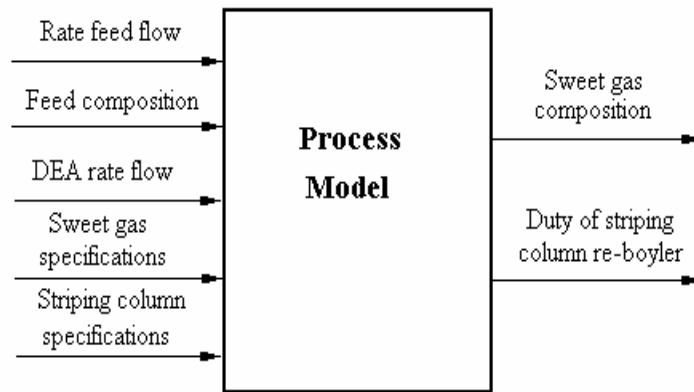 Rate feed flow
Feed composition
DEA rate flow
Sweet gas
specifications
Striping column
specifications
Process
Model
Sweet gas
composition
Duty of striping
column re-boyler